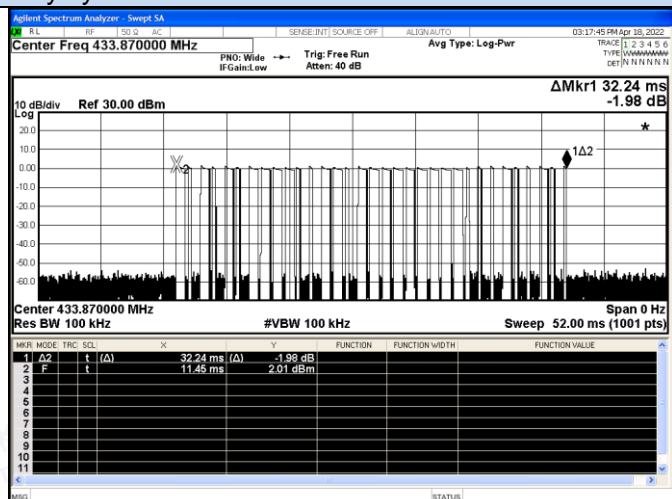 Agilent Spectrum Analyzer - Swept SA
RL RF 50 Ω AC SENSE:INT SOURCE OFF ALIGNAUTO 03:17:45 PM Apr 18, 2022
Center Freq 433.870000 MHz Avg Type: Log-Pwr TRACE 1 2 3 4 5 6
PNO: Wide Trig: Free Run TYPE
IFGain:Low Atten: 40 dB DET N N N N N N
ΔMkr1 32.24 ms
-1.98 dB
10 dB/div Ref 30.00 dBm
Log
20.0
10.0
0.00
-10.0
-20.0
-30.0
-40.0
-50.0
-60.0
2
1Δ2
*
Center 433.870000 MHz Span 0 Hz
Res BW 100 kHz #VBW 100 kHz Sweep 52.00 ms (1001 pts)
MKR MODE TRC SCL X Y FUNCTION FUNCTION WIDTH FUNCTION VALUE
1 Δ2 t (Δ) 32.24 ms (Δ) -1.98 dB
2 F t 11.45 ms 2.01 dBm
3
4
5
6
7
8
9
10
11
MSG STATUS